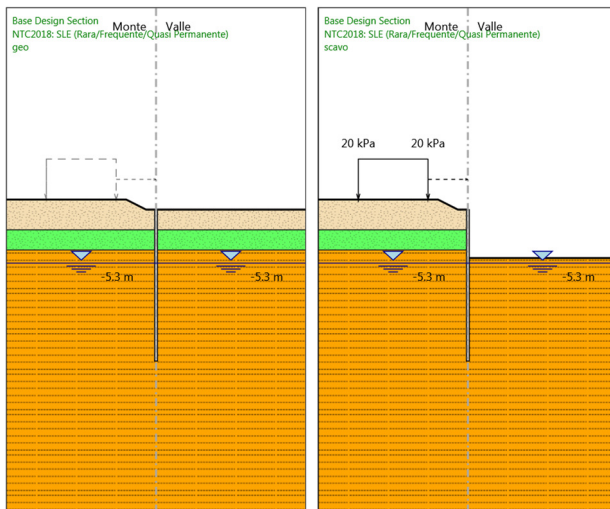 Base Design Section
Monte Valle
NTC2018: SLE (Rara/Frequente/Quasi Permanente)
geo
-5.3 m
-5.3 m
Base Design Section
Monte Valle
NTC2018: SLE (Rara/Frequente/Quasi Permanente)
scavo
20 kPa
20 kPa
-5.3 m
-5.3 m